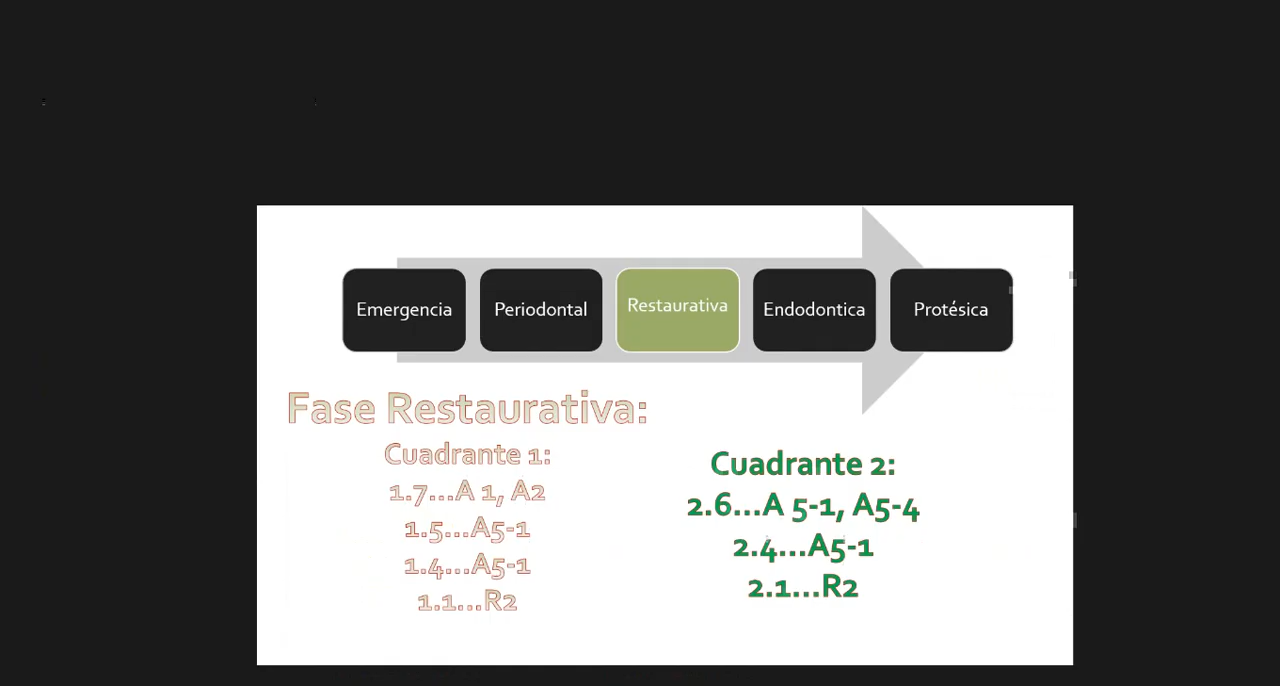 Emergencia Periodontal Restaurativa Endodontica Protésica
Fase Restaurativa:
Cuadrante 1:
1.7...A 1, A2
1.5...A5-1
1.4...A5-1
1.1...R2
Cuadrante 2:
2.6...A 5-1, A5-4
2.4...A5-1
2.1...R2